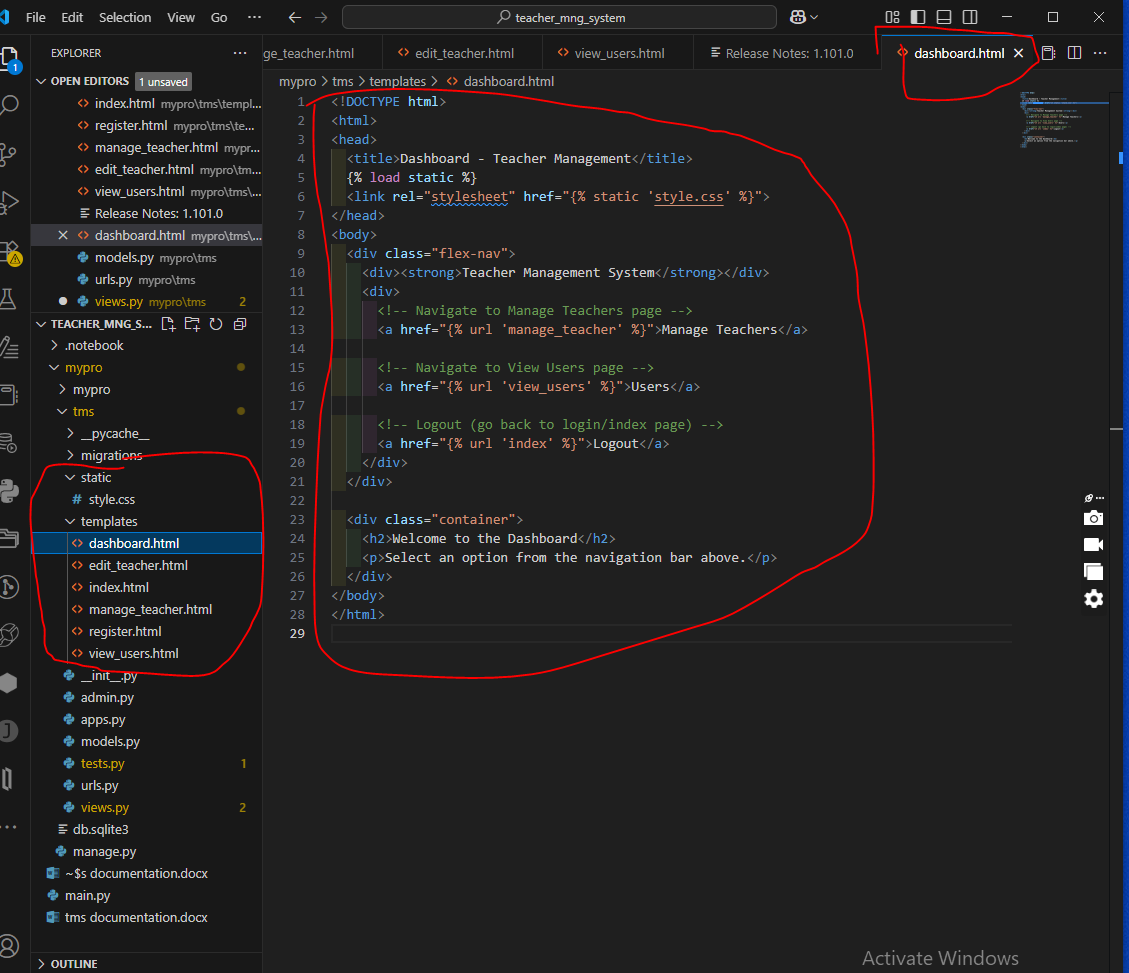 File Edit Selection View Go ··· teacher_mng_system
EXPLORER ···
ge_teacher.html edit_teacher.html view_users.html Release Notes: 1.101.0 dashboard.html
OPEN EDITORS 1 unsaved
index.html mypro\tms\templ...
register.html mypro\tms\te...
manage_teacher.html mypr...
edit_teacher.html mypro\tm...
view_users.html mypro\tms\...
Release Notes: 1.101.0
dashboard.html mypro\tms\...
models.py mypro\tms
urls.py mypro\tms
views.py mypro\tms 2
TEACHER_MNG_S...
.notebook
mypro
mypro
tms
__pycache__
migrations
static
# style.css
templates
dashboard.html
edit_teacher.html
index.html
manage_teacher.html
register.html
view_users.html
__init__.py
admin.py
apps.py
models.py
tests.py 1
urls.py
views.py 2
db.sqlite3
manage.py
~$s documentation.docx
main.py
tms documentation.docx
OUTLINE
1
mypro > tms > templates > dashboard.html
1 <!DOCTYPE html>
2 <html>
3 <head>
4 <title>Dashboard - Teacher Management</title>
5 {% load static %}
6 <link rel="stylesheet" href="{% static 'style.css' %}">
7 </head>
8 <body>
9 <div class="flex-nav">
10 <div><strong>Teacher Management System</strong></div>
11 <div>
12 <!-- Navigate to Manage Teachers page -->
13 <a href="{% url 'manage_teacher' %}">Manage Teachers</a>
14
15 <!-- Navigate to View Users page -->
16 <a href="{% url 'view_users' %}">Users</a>
17
18 <!-- Logout (go back to login/index page) -->
19 <a href="{% url 'index' %}">Logout</a>
20 </div>
21 </div>
22
23 <div class="container">
24 <h2>Welcome to the Dashboard</h2>
25 <p>Select an option from the navigation bar above.</p>
26 </div>
27 </body>
28 </html>
29
Activate Windows